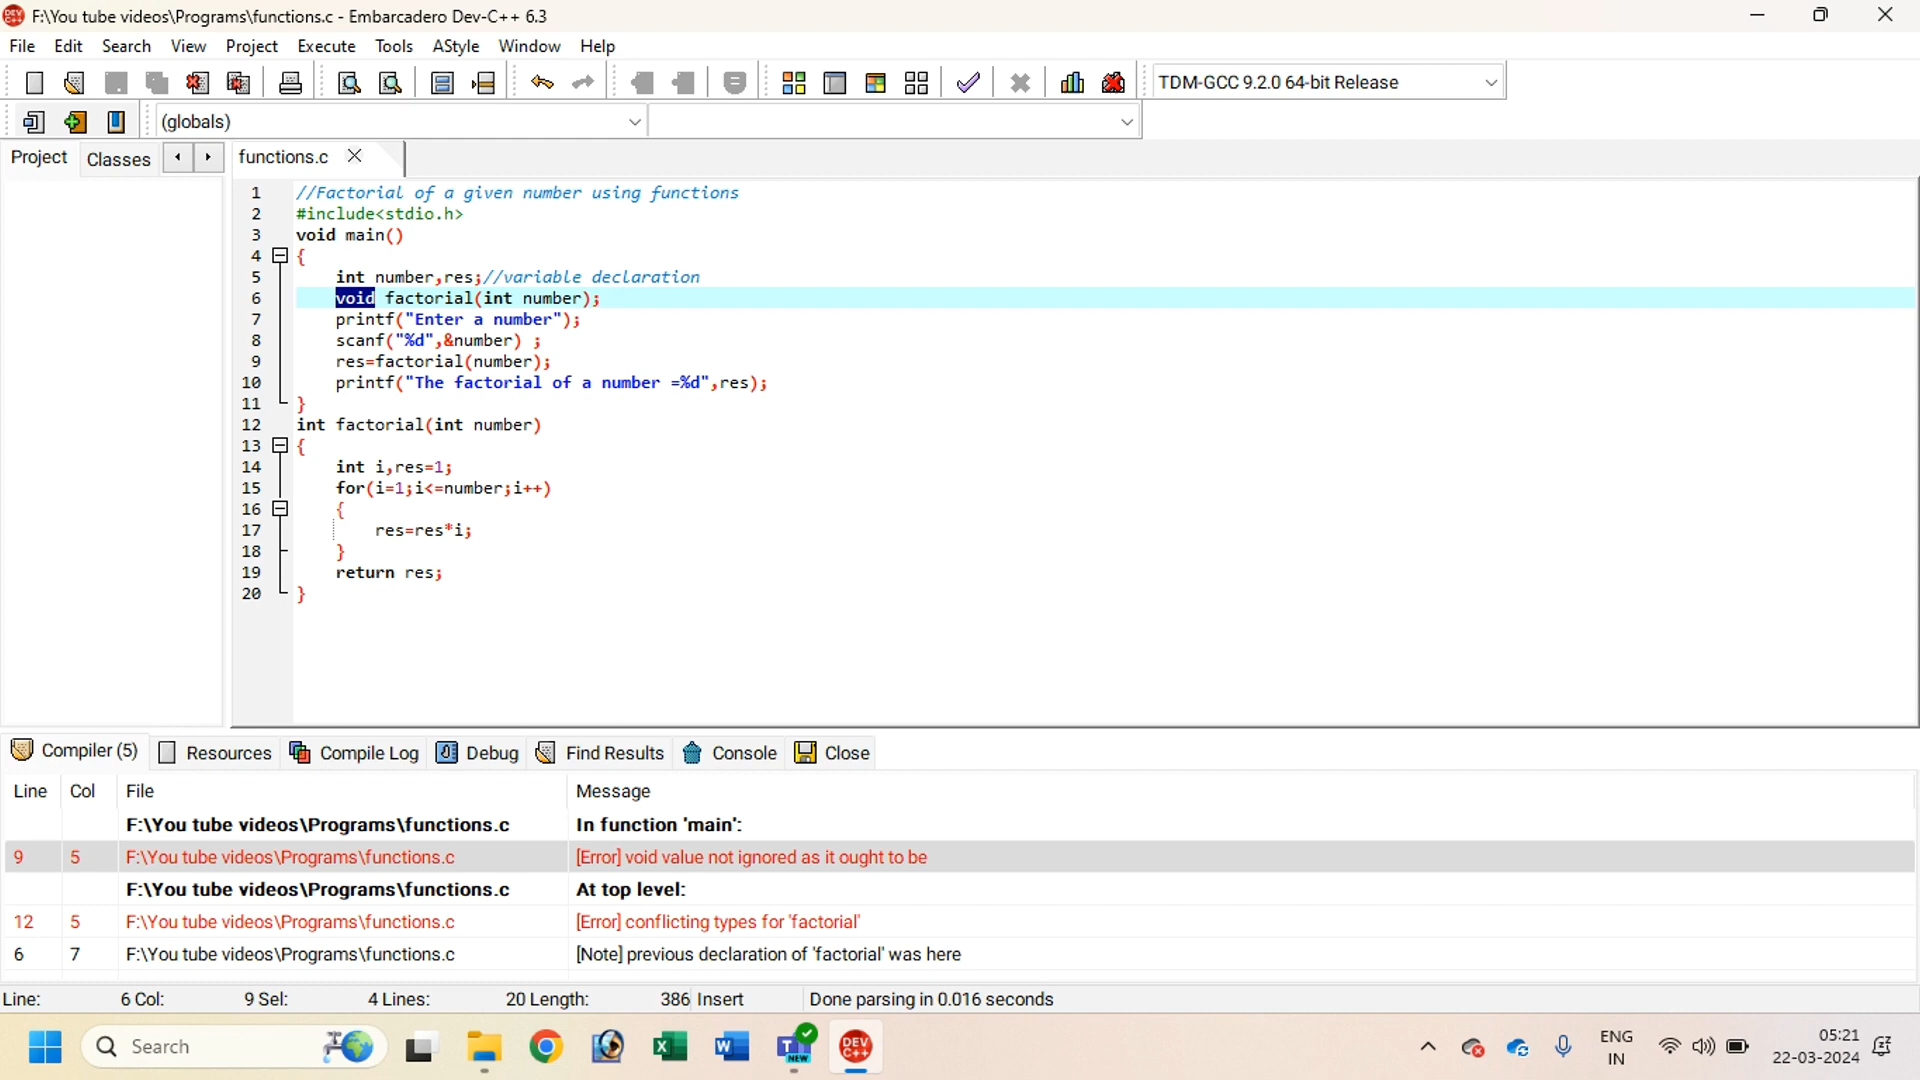 F:\You tube videos\Programs\functions.c - Embarcadero Dev-C++ 6.3
File Edit Search View Project Execute Tools AStyle Window Help
TDM-GCC 9.2.0 64-bit Release
(globals)
Project Classes functions.c
1 //Factorial of a given number using functions
2 #include<stdio.h>
3 void main()
4 {
5 int number,res;//variable declaration
6 void factorial(int number);
7 printf("Enter a number");
8 scanf("%d",&number) ;
9 res=factorial(number);
10 printf("The factorial of a number =%d",res);
11 }
12 int factorial(int number)
13 {
14 int i,res=1;
15 for(i=1;i<=number;i++)
16 {
17 res=res*i;
18 }
19 return res;
20 }
Compiler (5) Resources Compile Log Debug Find Results Console Close
Line Col File Message
F:\You tube videos\Programs\functions.c In function 'main':
9 5 F:\You tube videos\Programs\functions.c [Error] void value not ignored as it ought to be
F:\You tube videos\Programs\functions.c At top level:
12 5 F:\You tube videos\Programs\functions.c [Error] conflicting types for 'factorial'
6 7 F:\You tube videos\Programs\functions.c [Note] previous declaration of 'factorial' was here
Line: 6 Col: 9 Sel: 4 Lines: 20 Length: 386 Insert Done parsing in 0.016 seconds
Search NEW DEV C++ ENG 05:21
IN 22-03-2024